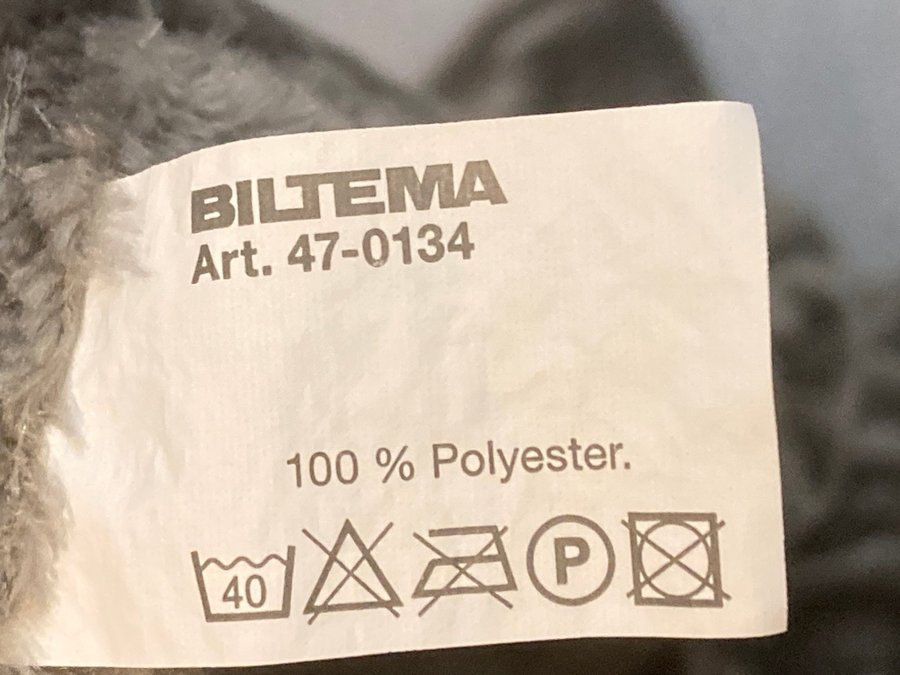 BILTEMA
Art. 47-0134
100 % Polyester.
40 P